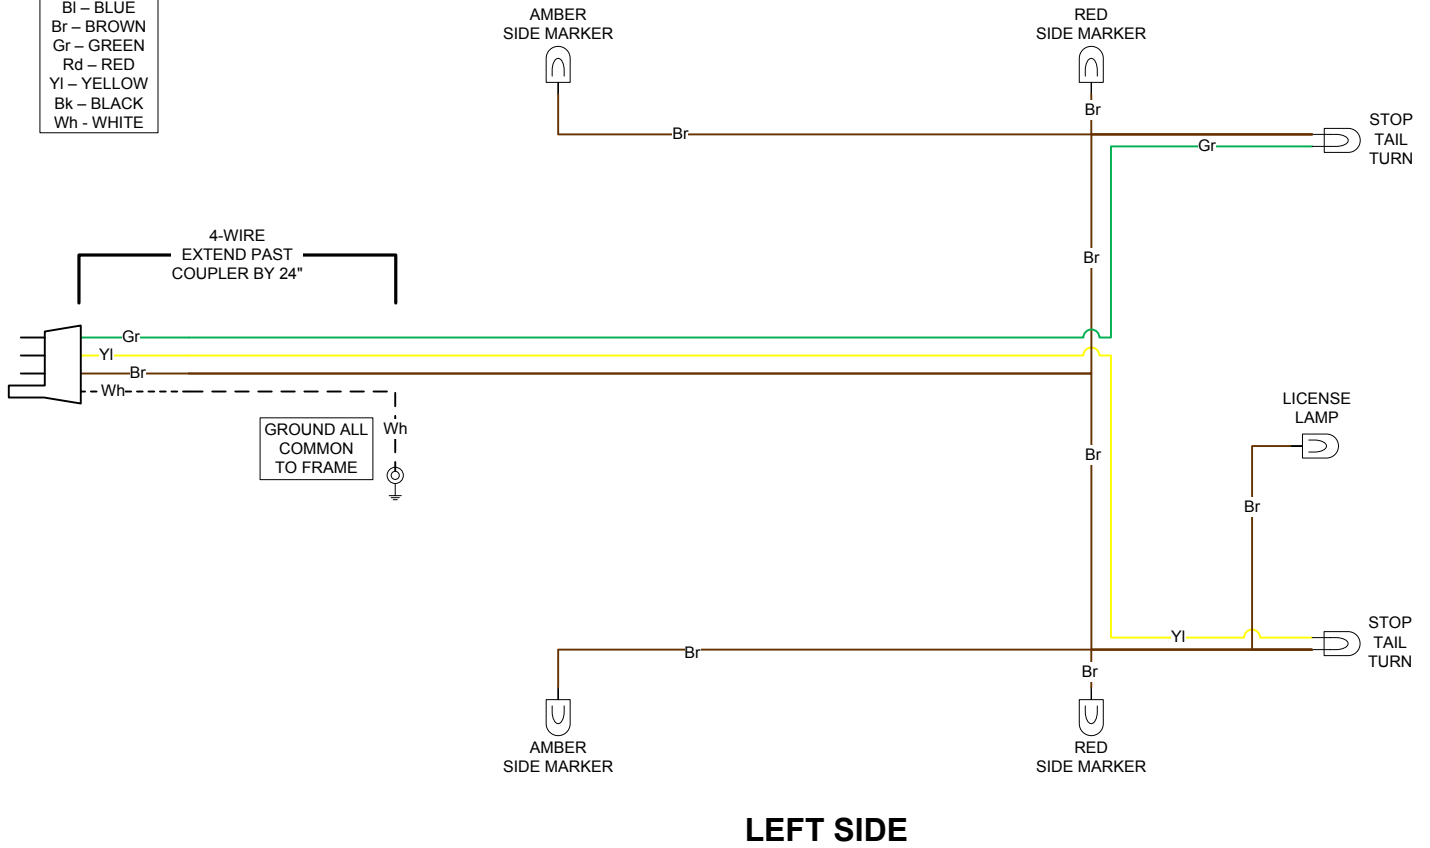 Bl – BLUE
Br – BROWN
Gr – GREEN
Rd – RED
Yl – YELLOW
Bk – BLACK
Wh - WHITE
AMBER
SIDE MARKER
RED
SIDE MARKER
Br
Br
STOP
TAIL
TURN
Gr
4-WIRE
EXTEND PAST
COUPLER BY 24"
Br
Gr
Yl
Br
Wh
GROUND ALL
COMMON
TO FRAME
Wh
LICENSE
LAMP
Br
Br
STOP
TAIL
TURN
Yl
Br
Br
AMBER
SIDE MARKER
RED
SIDE MARKER
LEFT SIDE